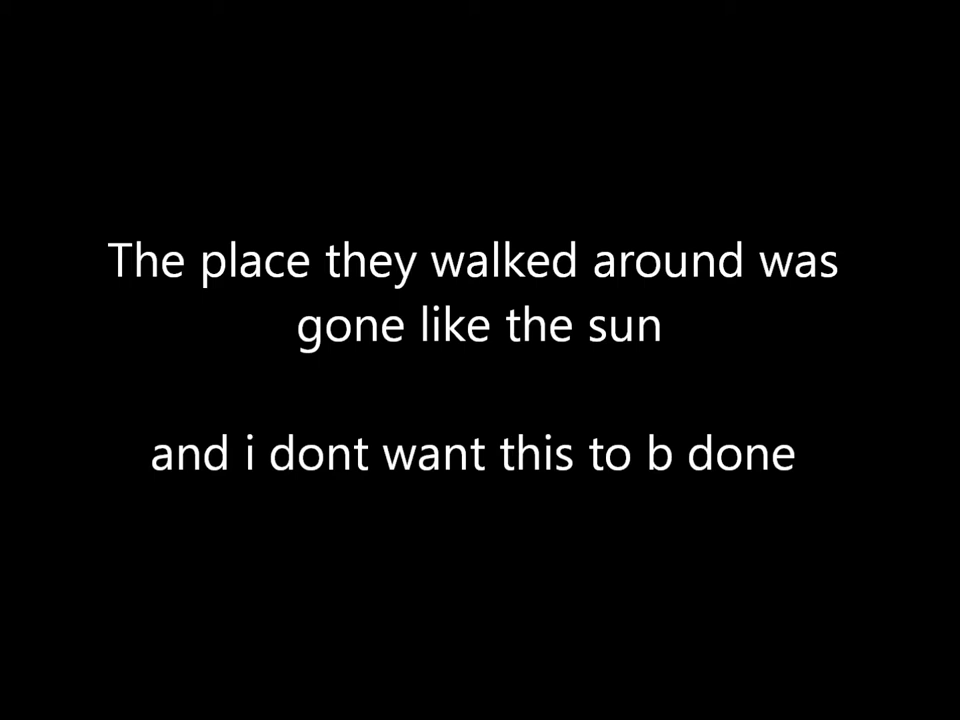 The place they walked around was
gone like the sun
and i dont want this to b done